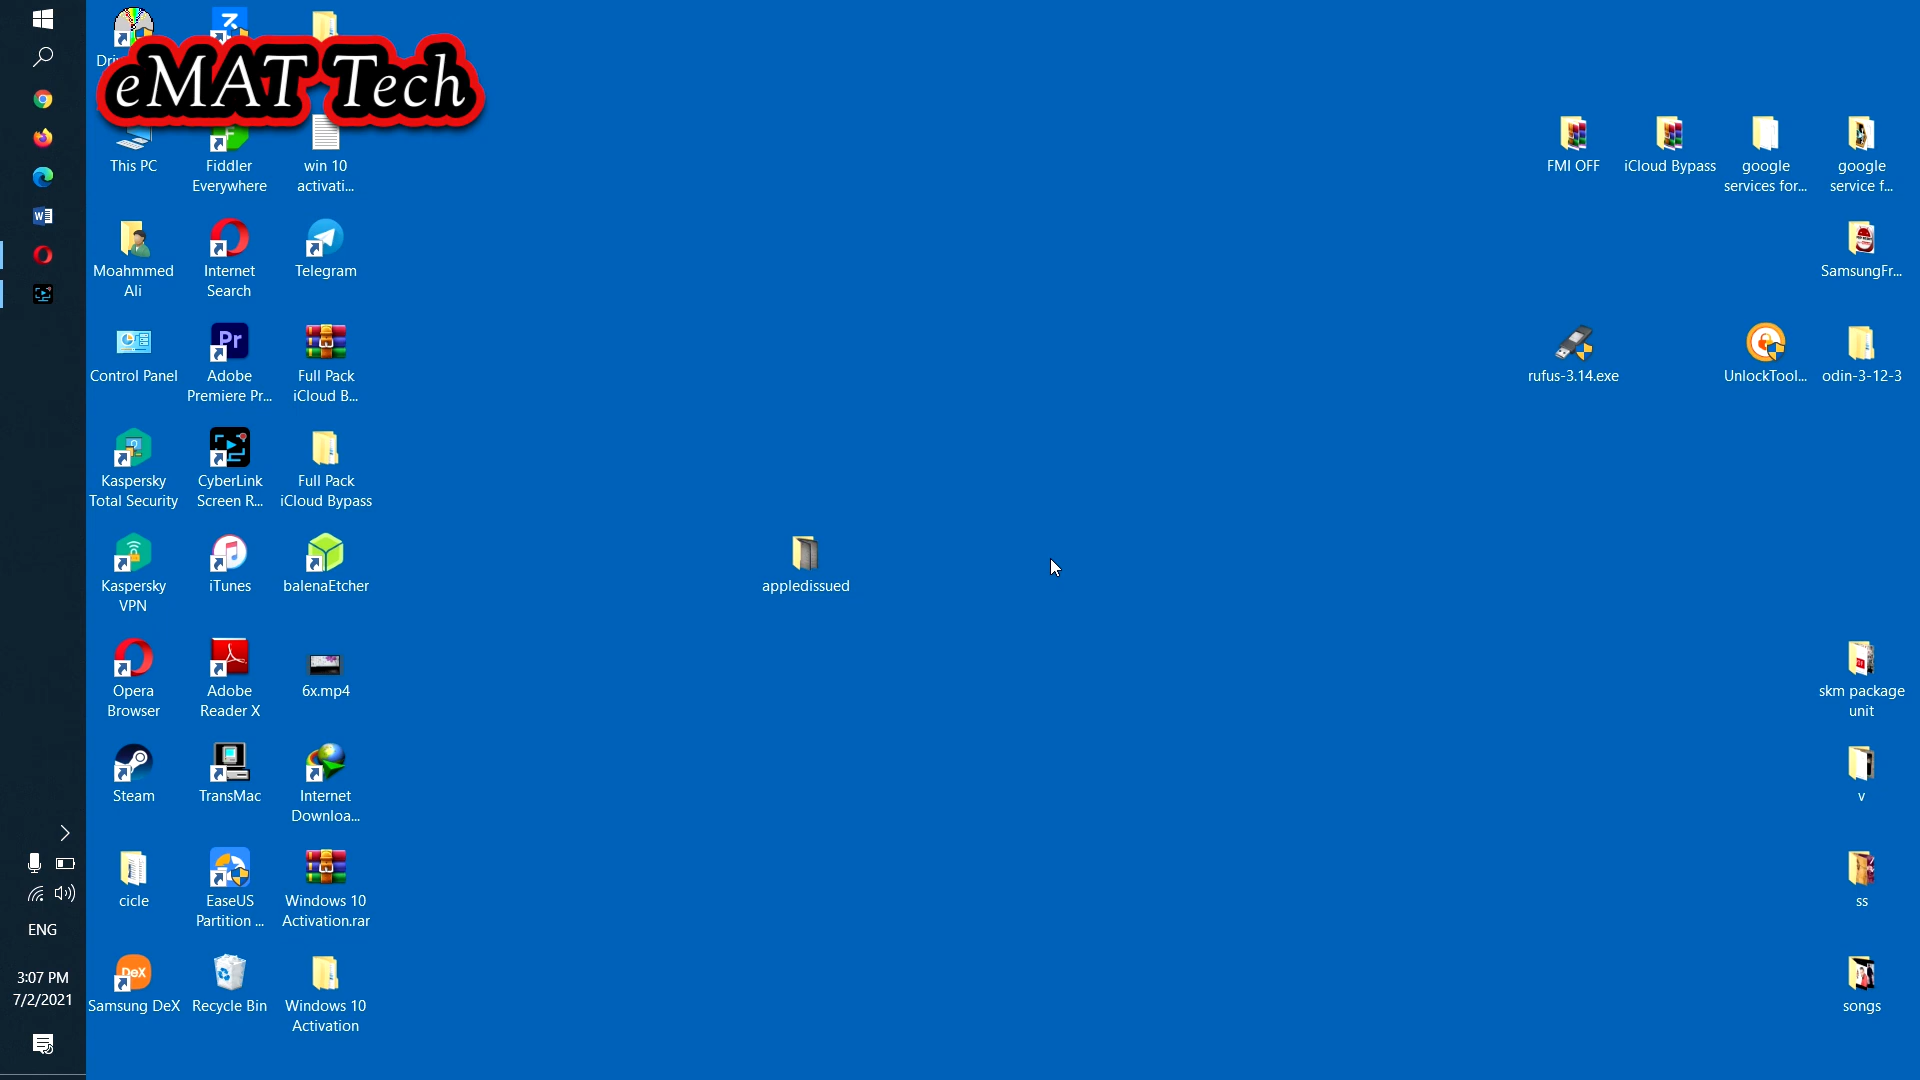 eMAT Tech
Dri
This PC
Fiddler
Everywhere
win 10
activati...
Moahmmed
Ali
Internet
Search
Telegram
Control Panel
Adobe
Premiere Pr...
Full Pack
iCloud B...
Kaspersky
Total Security
CyberLink
Screen R...
Full Pack
iCloud Bypass
Kaspersky
VPN
iTunes
balenaEtcher
Opera
Browser
Adobe
Reader X
6x.mp4
Steam
TransMac
Internet
Downloa...
cicle
EaseUS
Partition ...
Windows 10
Activation.rar
Samsung DeX
Recycle Bin
Windows 10
Activation
appledissued
FMI OFF
iCloud Bypass
google
services for...
google
service f...
SamsungFr...
rufus-3.14.exe
UnlockTool...
odin-3-12-3
skm package
unit
v
ss
songs
ENG
3:07 PM
7/2/2021
Pr
DeX